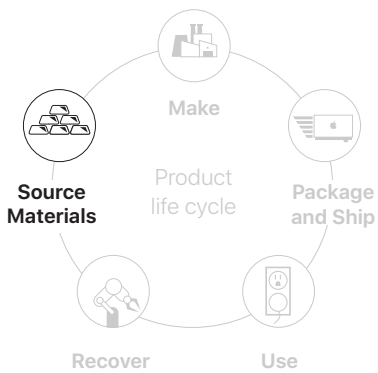 Make
Source
Materials
Product
life cycle
Package
and Ship
Recover
Use